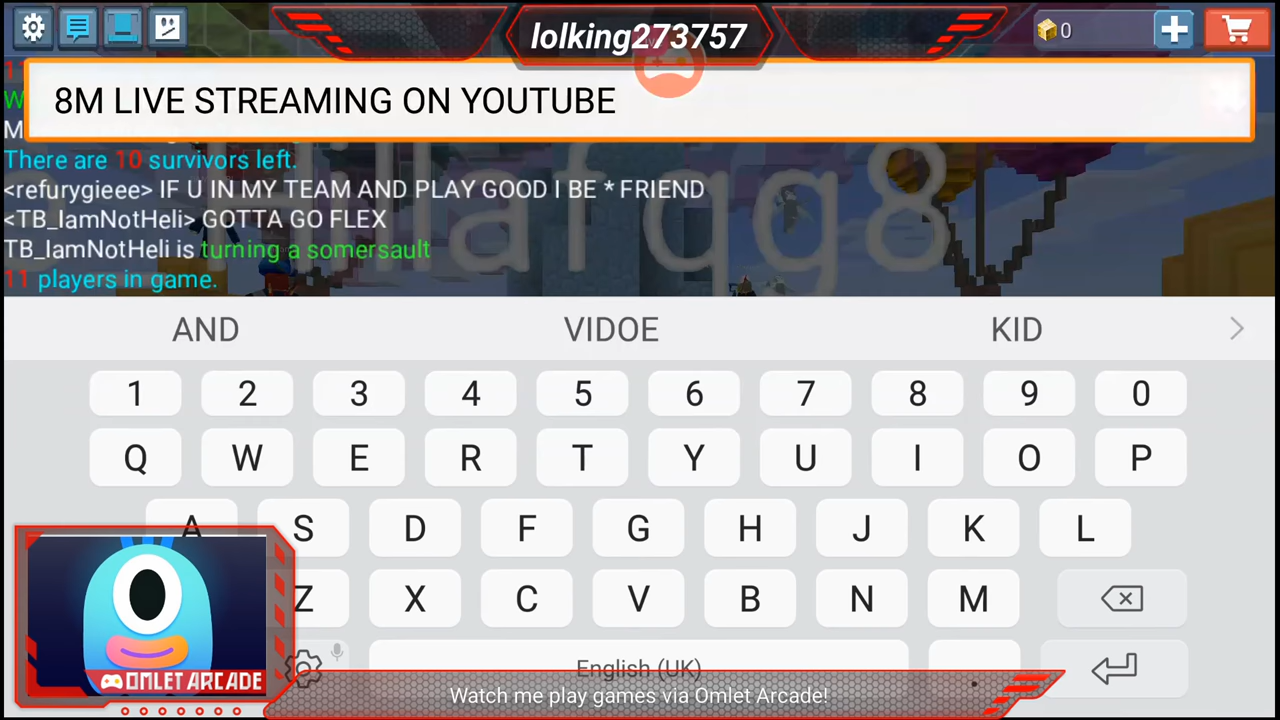 lolking273757
0
8M LIVE STREAMING ON YOUTUBE
There are 10 survivors left.
<refurygieee> IF U IN MY TEAM AND PLAY GOOD I BE * FRIEND
<TB_IamNotHeli> GOTTA GO FLEX
TB_IamNotHeli is turning a somersault
11 players in game.
AND VIDOE KID
1 2 3 4 5 6 7 8 9 0
Q W E R T Y U I O P
A S D F G H J K L
Z X C V B N M
English (UK)
OMLET ARCADE
Watch me play games via Omlet Arcade!